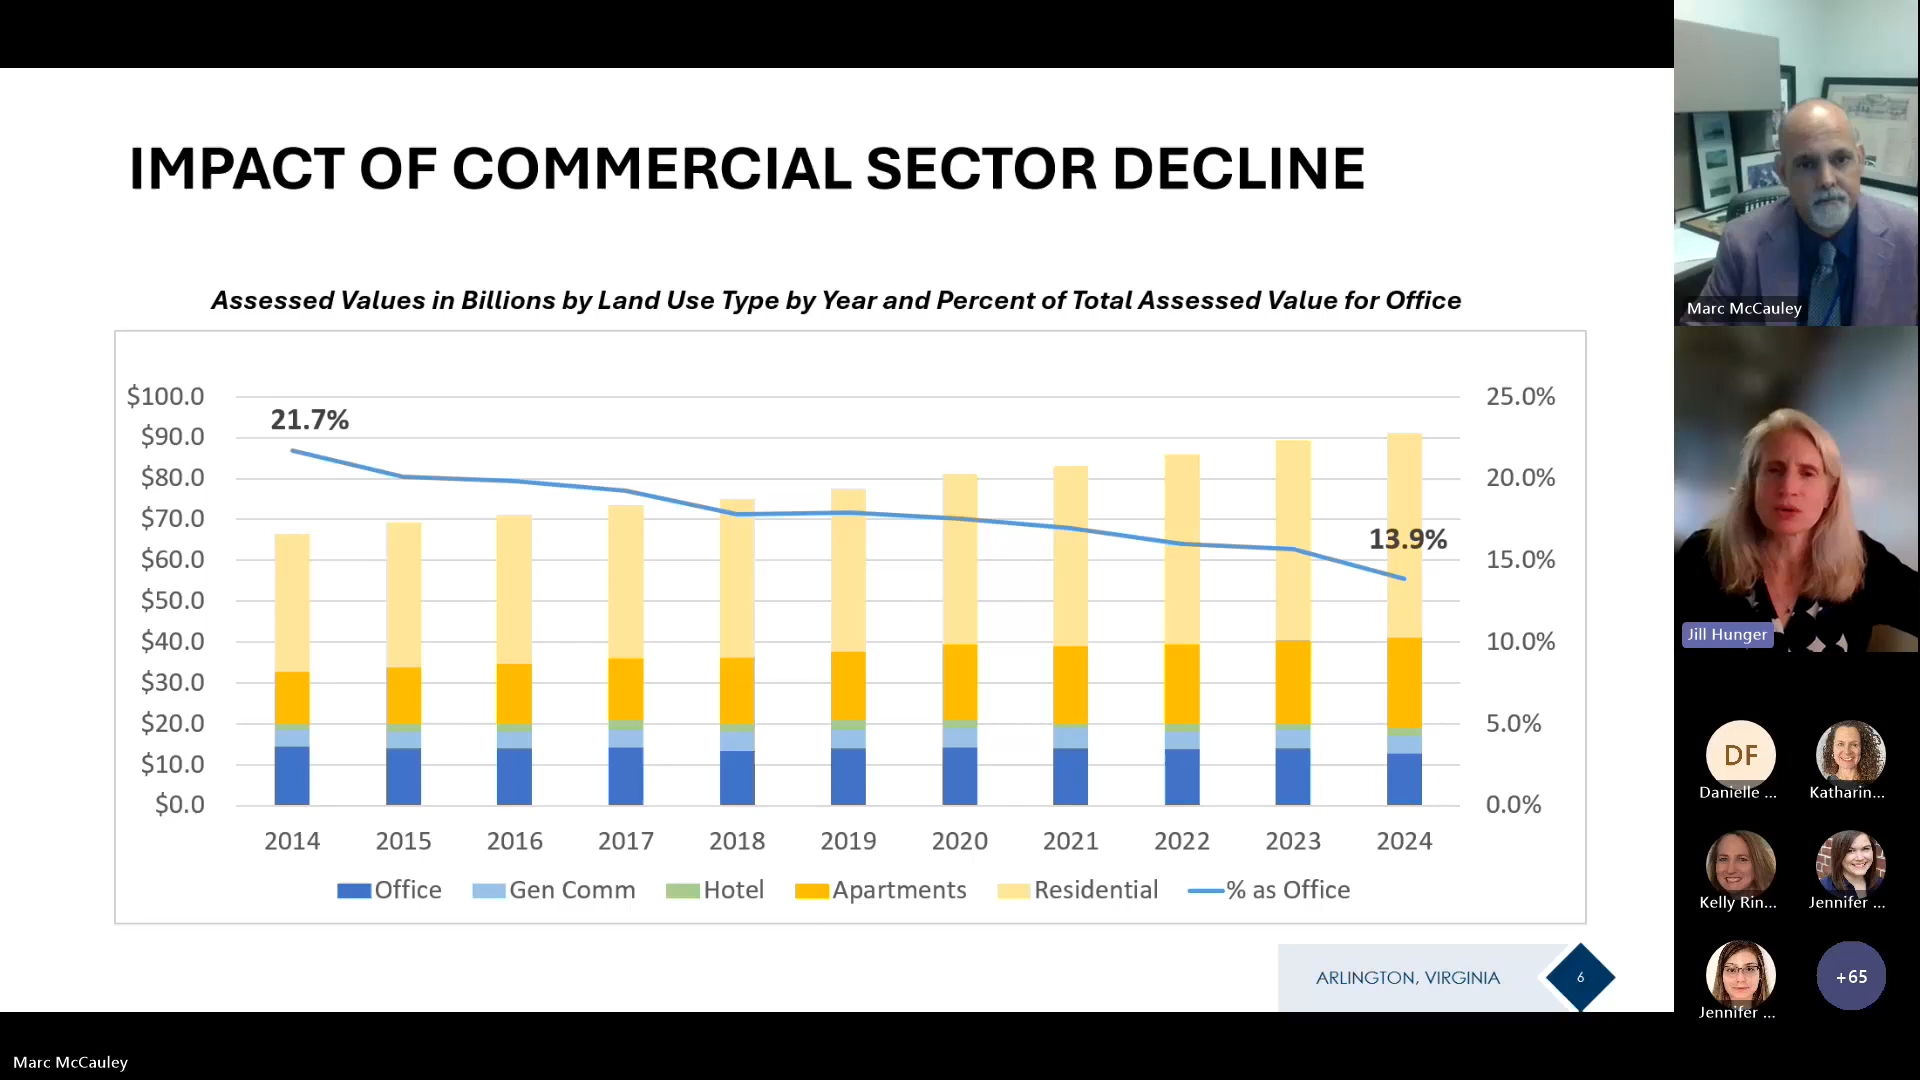 IMPACT OF COMMERCIAL SECTOR DECLINE
Assessed Values in Billions by Land Use Type by Year and Percent of Total Assessed Value for Office
$100.0
$90.0
$80.0
$70.0
$60.0
$50.0
$40.0
$30.0
$20.0
$10.0
$0.0
21.7%
13.9%
25.0%
20.0%
15.0%
10.0%
5.0%
0.0%
2014 2015 2016 2017 2018 2019 2020 2021 2022 2023 2024
Office Gen Comm Hotel Apartments Residential % as Office
ARLINGTON, VIRGINIA 6
Marc McCauley
Jill Hunger
DF
Danielle ... Katharin...
Kelly Rin... Jennifer ...
Jennifer ... +65
Marc McCauley